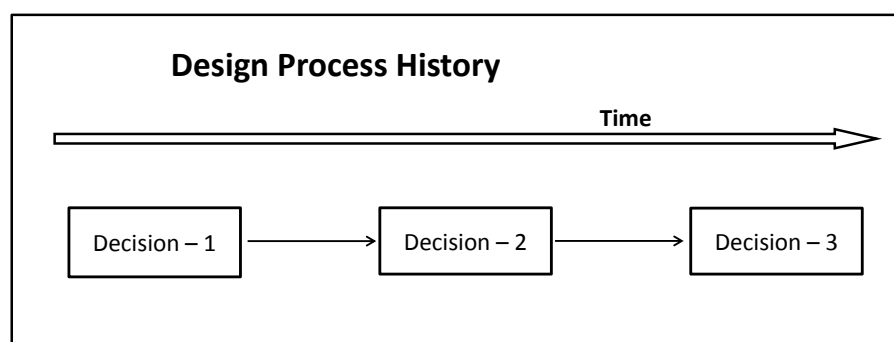 Design Process History
Time
Decision – 1
Decision – 2
Decision – 3